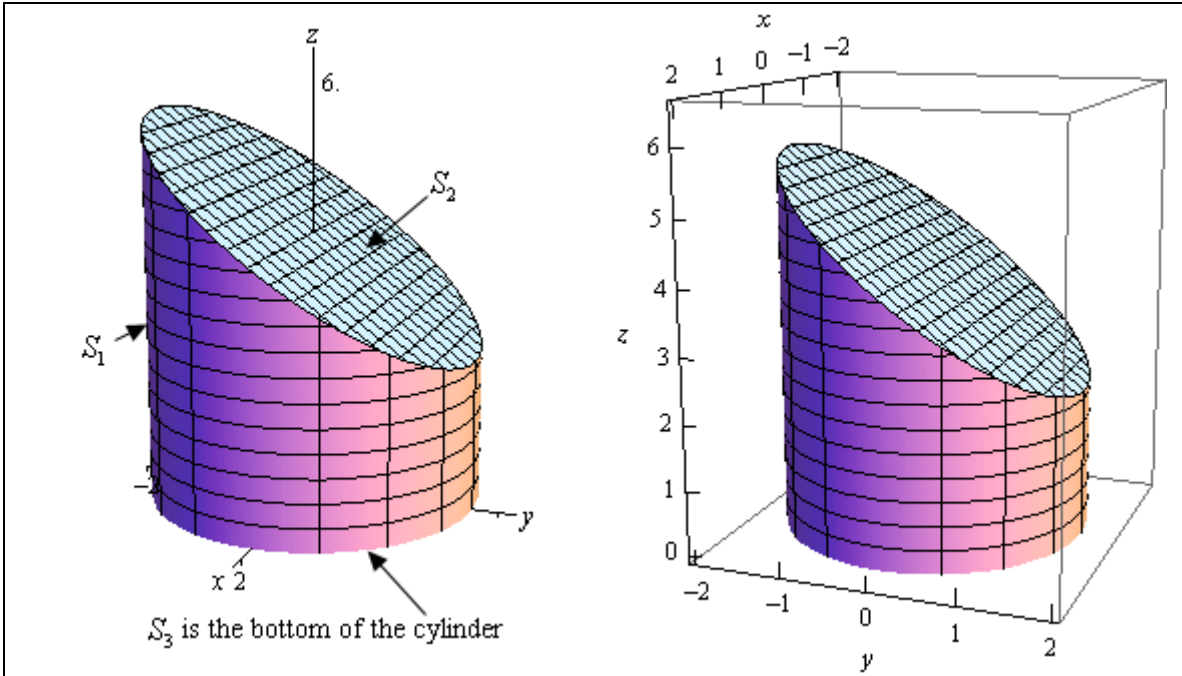 z
6.
S₂
S₁
–2
y
x 2
S₃ is the bottom of the cylinder
x
2 1 0 –1 –2
6
5
4
z
3
2
1
0
–2 –1 0 1 2
y